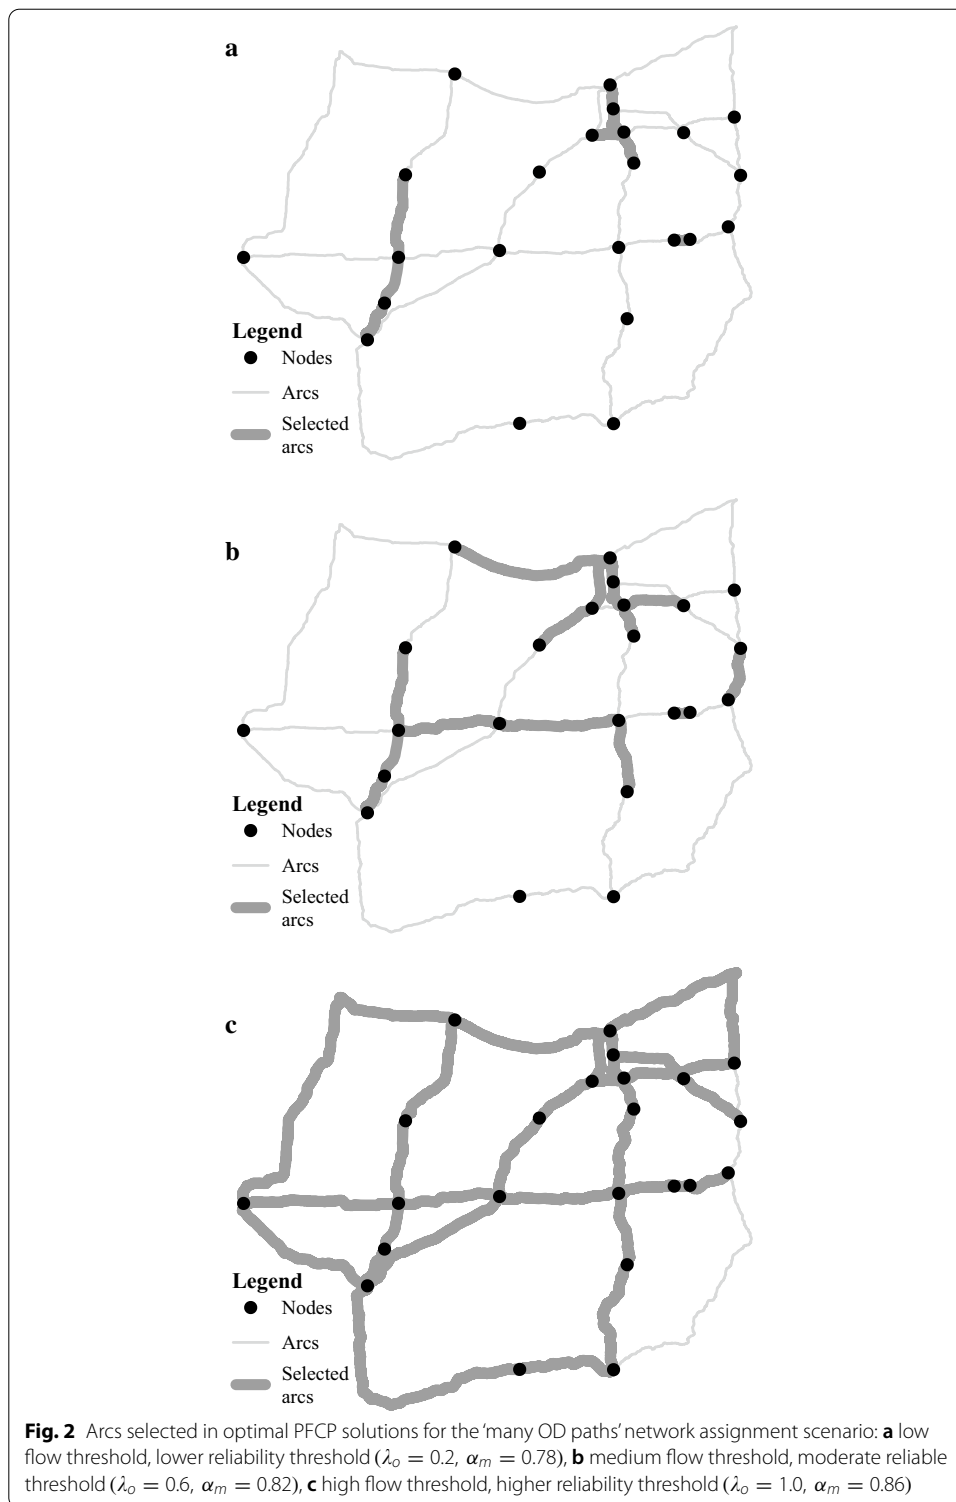 a
Legend
Nodes
Arcs
Selected
arcs
b
Legend
Nodes
Arcs
Selected
arcs
c
Legend
Nodes
Arcs
Selected
arcs
Fig. 2 Arcs selected in optimal PFCP solutions for the ‘many OD paths’ network assignment scenario: a low
flow threshold, lower reliability threshold (λo = 0.2, αm = 0.78), b medium flow threshold, moderate reliable
threshold (λo = 0.6, αm = 0.82), c high flow threshold, higher reliability threshold (λo = 1.0, αm = 0.86)